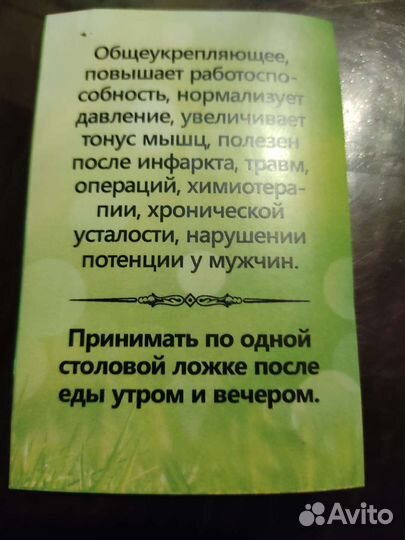 Общеукрепляющее,
повышает работоспо-
собность, нормализует
давление, увеличивает
тонус мышц, полезен
после инфаркта, травм,
операций, химиотера-
пии, хронической
усталости, нарушении
потенции у мужчин.
Принимать по одной
столовой ложке после
еды утром и вечером.
Avito